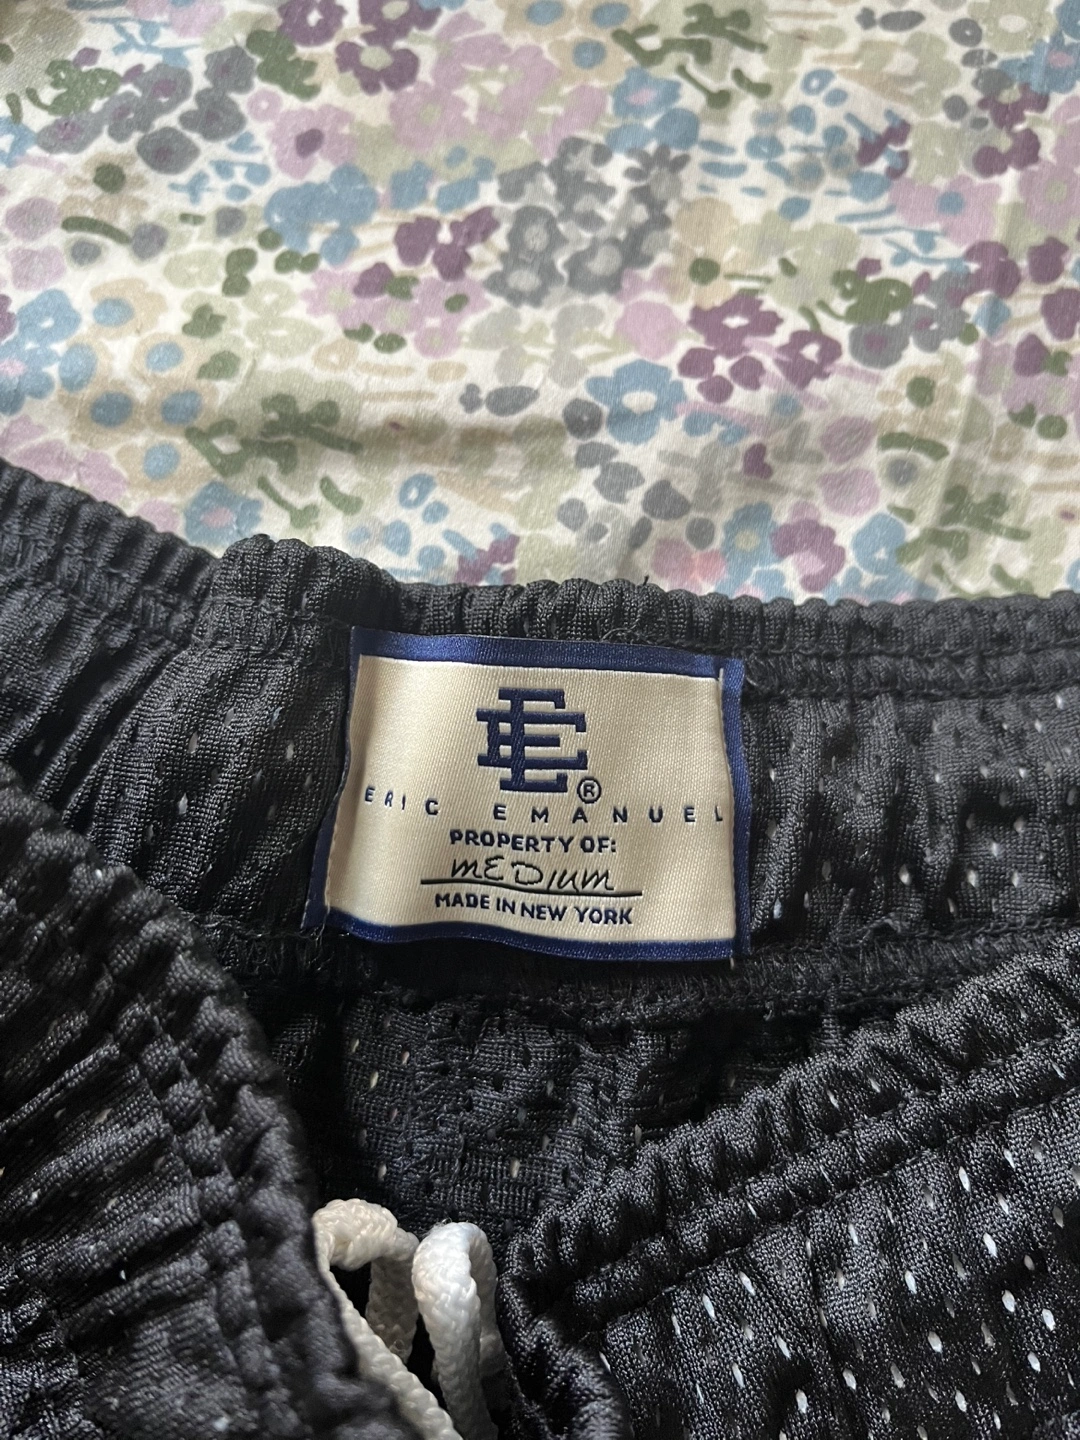 EE®
ERIC EMANUEL
PROPERTY OF:
MEDIUM
MADE IN NEW YORK